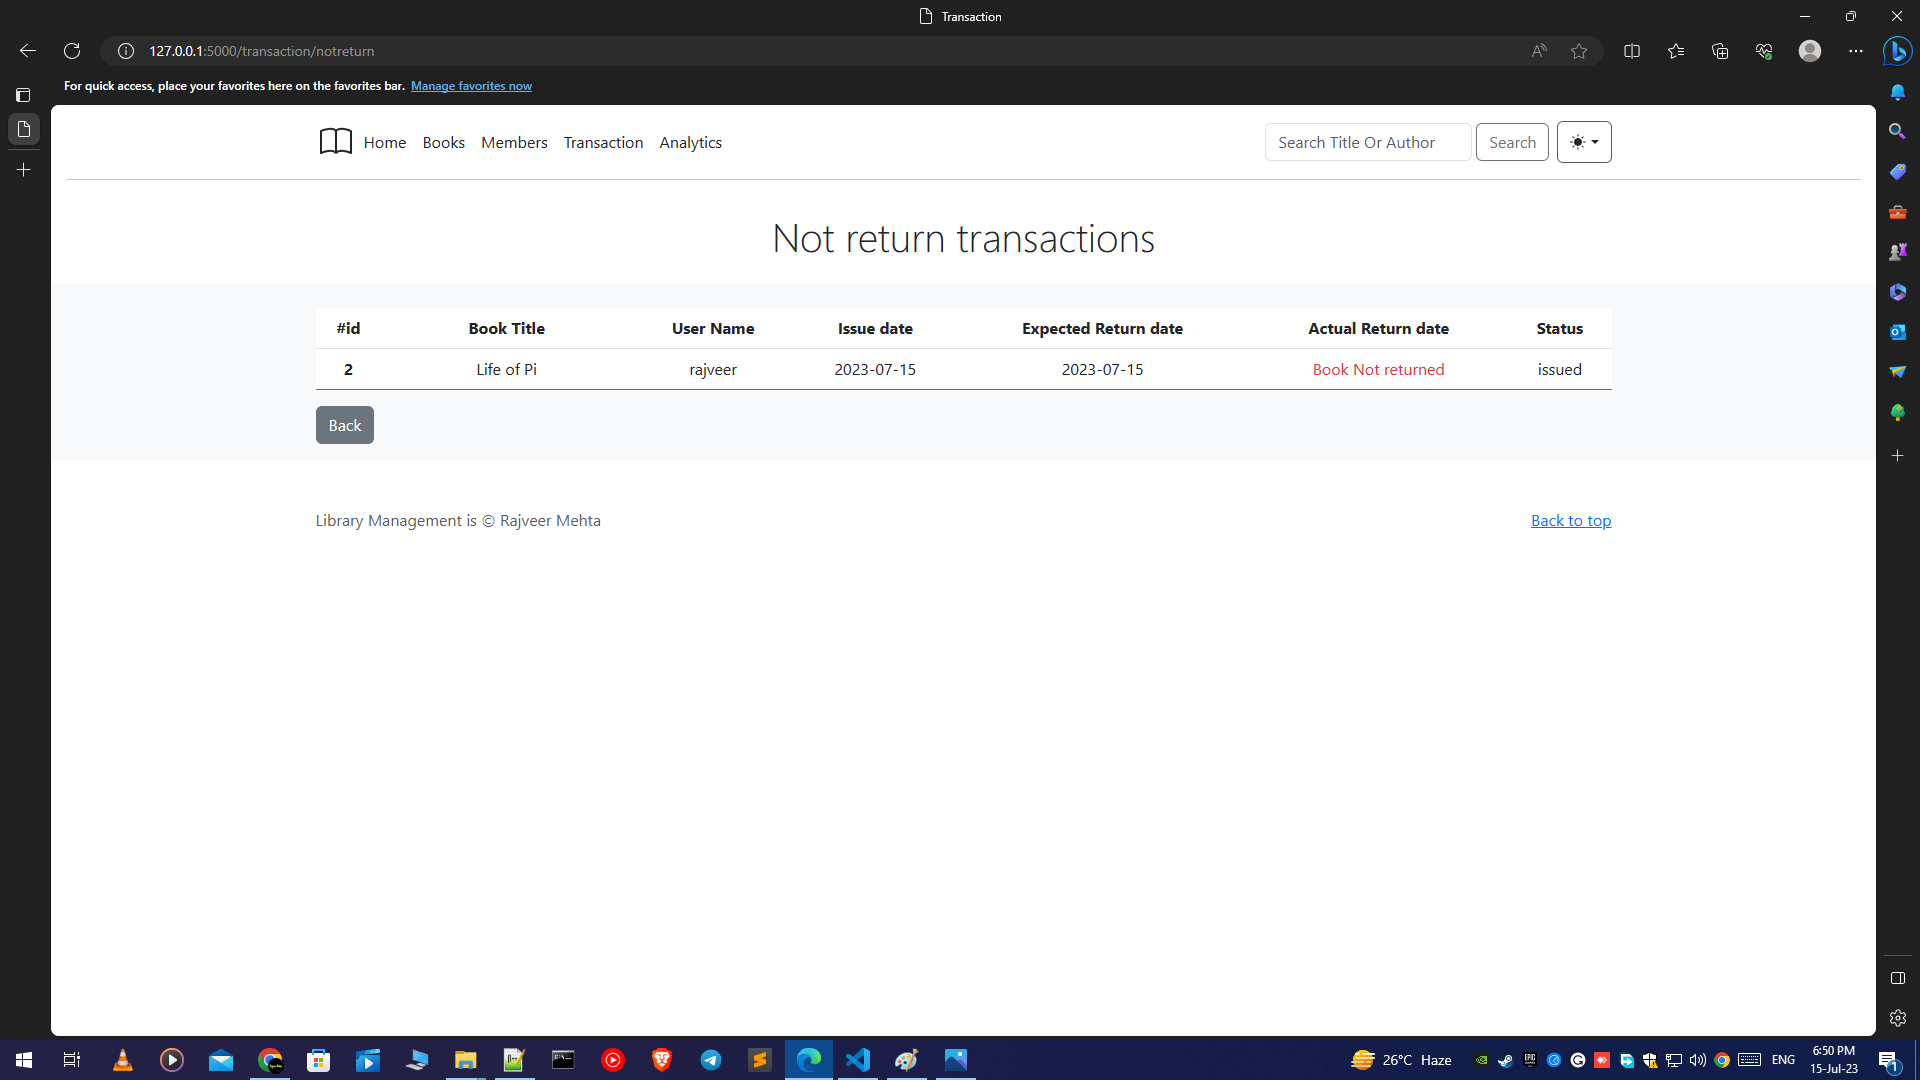 Transaction
127.0.0.1:5000/transaction/notreturn
For quick access, place your favorites here on the favorites bar. Manage favorites now
Home Books Members Transaction Analytics Search Title Or Author Search
Not return transactions
#id Book Title User Name Issue date Expected Return date Actual Return date Status
2 Life of Pi rajveer 2023-07-15 2023-07-15 Book Not returned issued
Back
Library Management is © Rajveer Mehta Back to top
26°C Haze ENG 6:50 PM
15-Jul-23 1